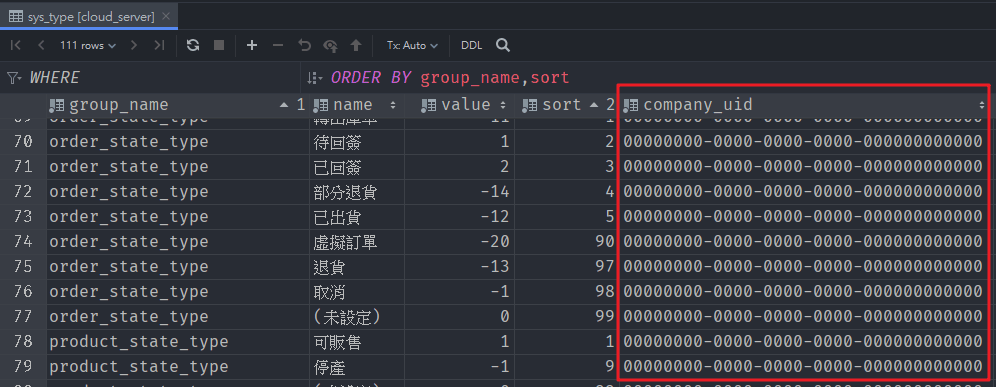 sys_type [cloud_server]
111 rows Tx: Auto DDL
WHERE ORDER BY group_name,sort
group_name 1 name value sort 2 company_uid
70 order_state_type 待回簽 1 2 00000000-0000-0000-0000-000000000000
71 order_state_type 已回簽 2 3 00000000-0000-0000-0000-000000000000
72 order_state_type 部分退貨 -14 4 00000000-0000-0000-0000-000000000000
73 order_state_type 已出貨 -12 5 00000000-0000-0000-0000-000000000000
74 order_state_type 虛擬訂單 -20 90 00000000-0000-0000-0000-000000000000
75 order_state_type 退貨 -13 97 00000000-0000-0000-0000-000000000000
76 order_state_type 取消 -1 98 00000000-0000-0000-0000-000000000000
77 order_state_type (未設定) 0 99 00000000-0000-0000-0000-000000000000
78 product_state_type 可販售 1 1 00000000-0000-0000-0000-000000000000
79 product_state_type 停產 -1 9 00000000-0000-0000-0000-000000000000